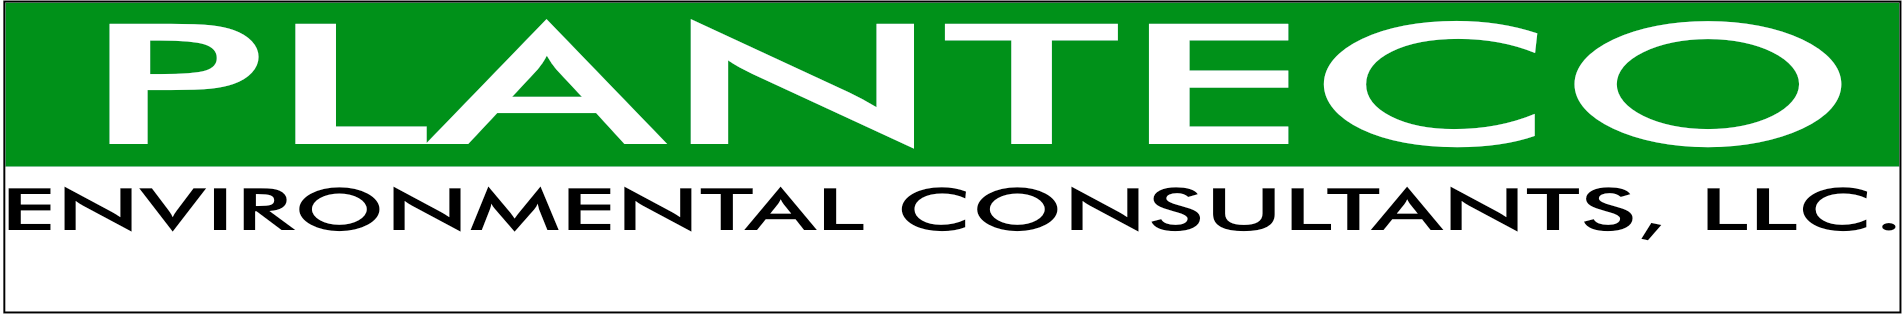 PLANTECO
ENVIRONMENTAL CONSULTANTS, LLC.